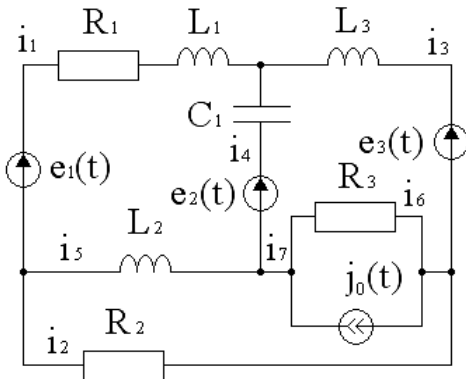 i₁ R₁ L₁ L₃ i₃
C₁
i₄
e₁(t) e₂(t) e₃(t)
R₃ i₆
L₂
i₅ i₇
j₀(t)
R₂
i₂